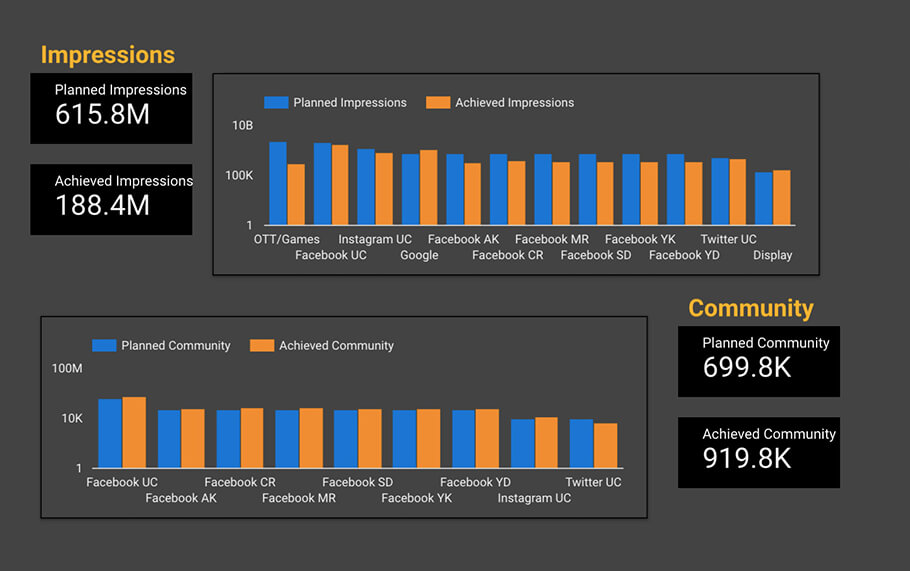 Impressions
Planned Impressions
615.8M
Achieved Impressions
188.4M
Planned Impressions Achieved Impressions
10B
100K
1
OTT/Games Instagram UC Facebook AK Facebook MR Facebook YK Twitter UC
Facebook UC Google Facebook CR Facebook SD Facebook YD Display
Community
Planned Community
699.8K
Achieved Community
919.8K
Planned Community Achieved Community
100M
10K
1
Facebook UC Facebook CR Facebook SD Facebook YD Twitter UC
Facebook AK Facebook MR Facebook YK Instagram UC